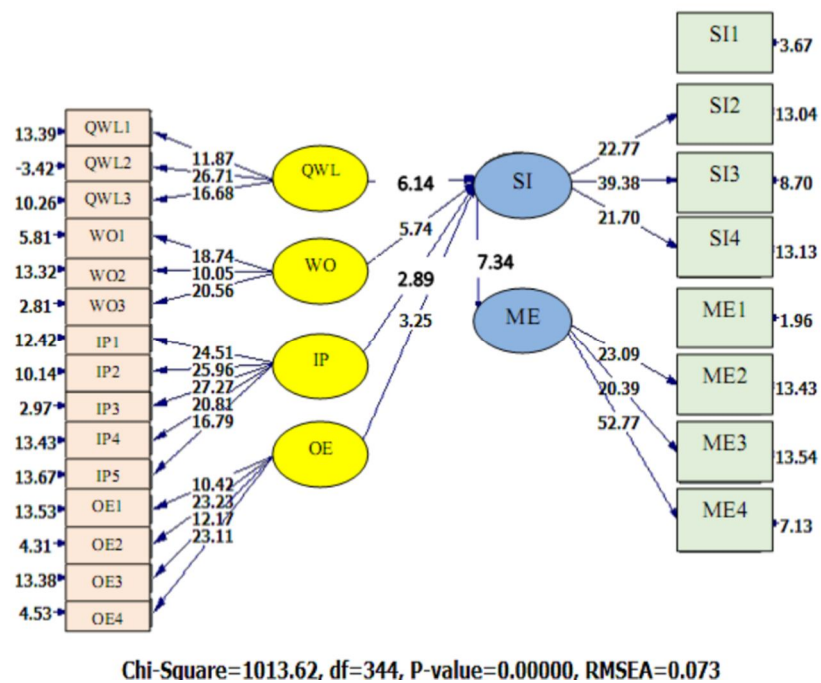 SI1
3.67
SI2
13.04
SI3
8.70
SI4
13.13
ME1
1.96
ME2
13.43
ME3
13.54
ME4
7.13
13.39 QWL1
-3.42 QWL2
10.26 QWL3
5.81 WO1
13.32 WO2
2.81 WO3
12.42 IP1
10.14 IP2
2.97 IP3
13.43 IP4
13.67 IP5
13.53 OE1
4.31 OE2
13.38 OE3
4.53 OE4
11.87
26.71
16.68
18.74
10.05
20.56
24.51
25.96
27.27
20.81
16.79
10.42
23.23
12.17
23.11
QWL
WO
IP
OE
6.14
5.74
2.89
3.25
SI
7.34
ME
22.77
39.38
21.70
23.09
20.39
52.77
Chi-Square=1013.62, df=344, P-value=0.00000, RMSEA=0.073